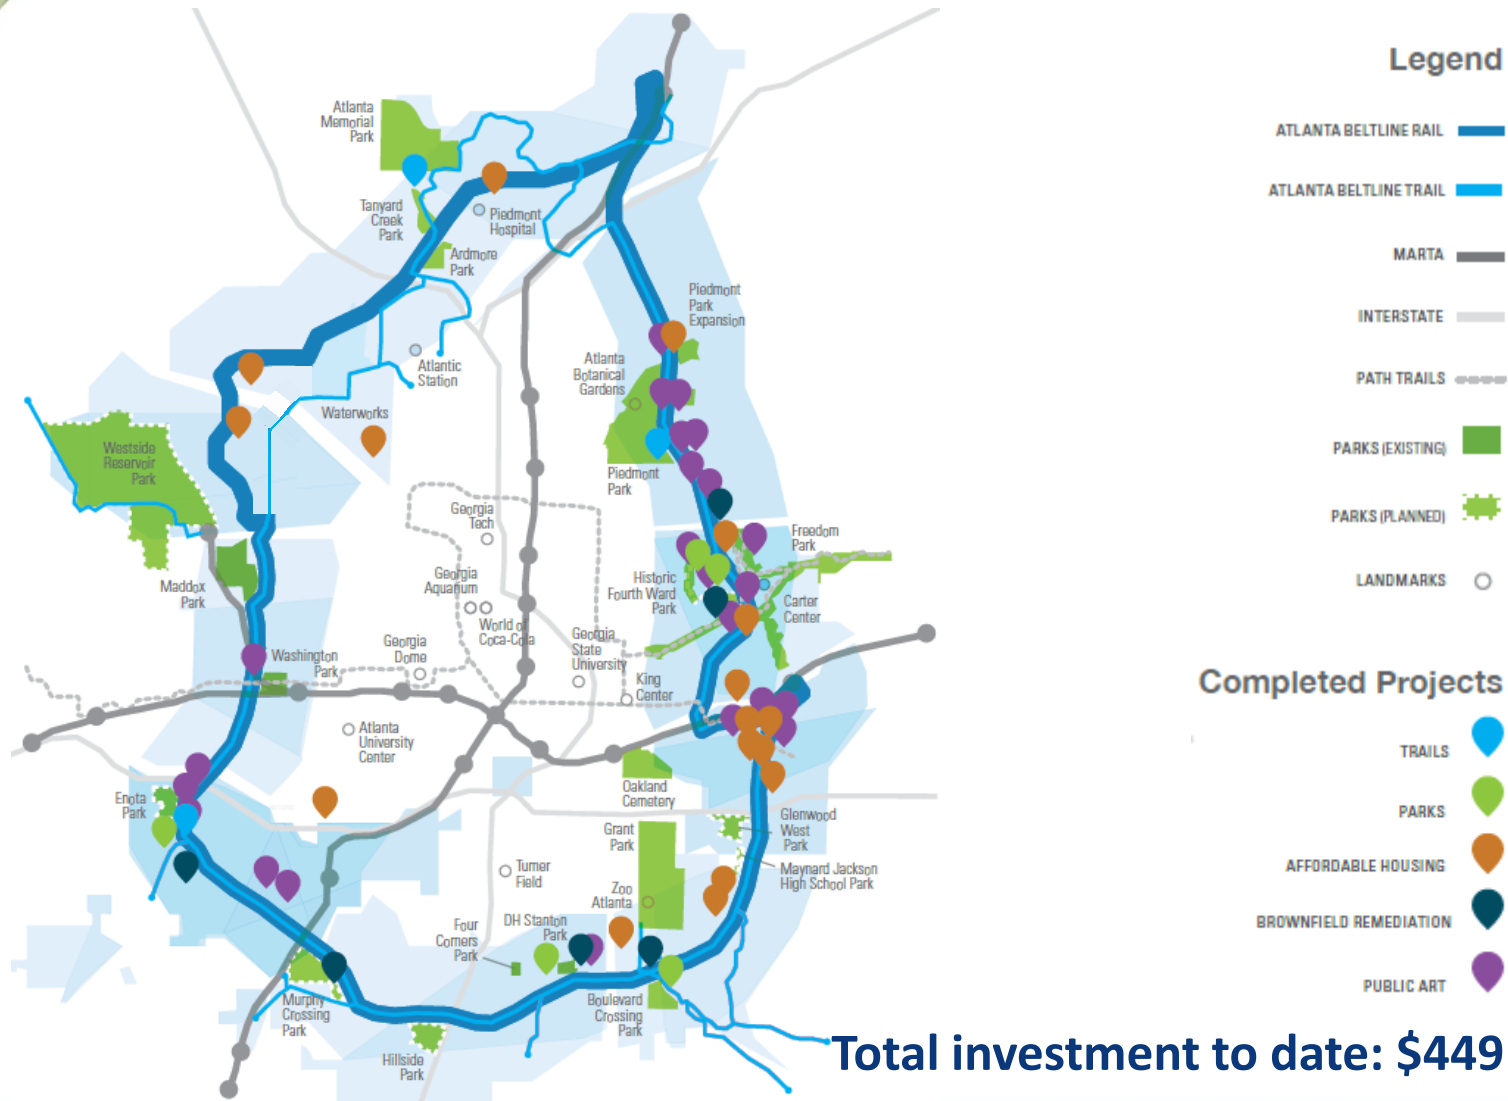 Atlanta
Memorial
Park
Tanyard
Creek
Park
Piedmont
Hospital
Ardmore
Park
Piedmont
Park
Expansion
Atlanta
Botanical
Gardens
Atlantic
Station
Waterworks
Westside
Reservoir
Park
Piedmont
Park
Georgia
Tech
Freedom
Park
Maddox
Park
Georgia
Aquarium
Historic
Fourth Ward
Park
Carter
Center
World of
Coca-Cola
Georgia
Dome
Georgia
State
University
Washington
Park
King
Center
Atlanta
University
Center
Enota
Park
Oakland
Cemetery
Glenwood
West
Park
Grant
Park
Maynard Jackson
High School Park
Turner
Field
Zoo
Atlanta
Four
Corners
Park
DH Stanton
Park
Murphy
Crossing
Park
Boulevard
Crossing
Park
Hillside
Park
Legend
ATLANTA BELTLINE RAIL
ATLANTA BELTLINE TRAIL
MARTA
INTERSTATE
PATH TRAILS
PARKS (EXISTING)
PARKS (PLANNED)
LANDMARKS
Completed Projects
TRAILS
PARKS
AFFORDABLE HOUSING
BROWNFIELD REMEDIATION
PUBLIC ART
Total investment to date: $449